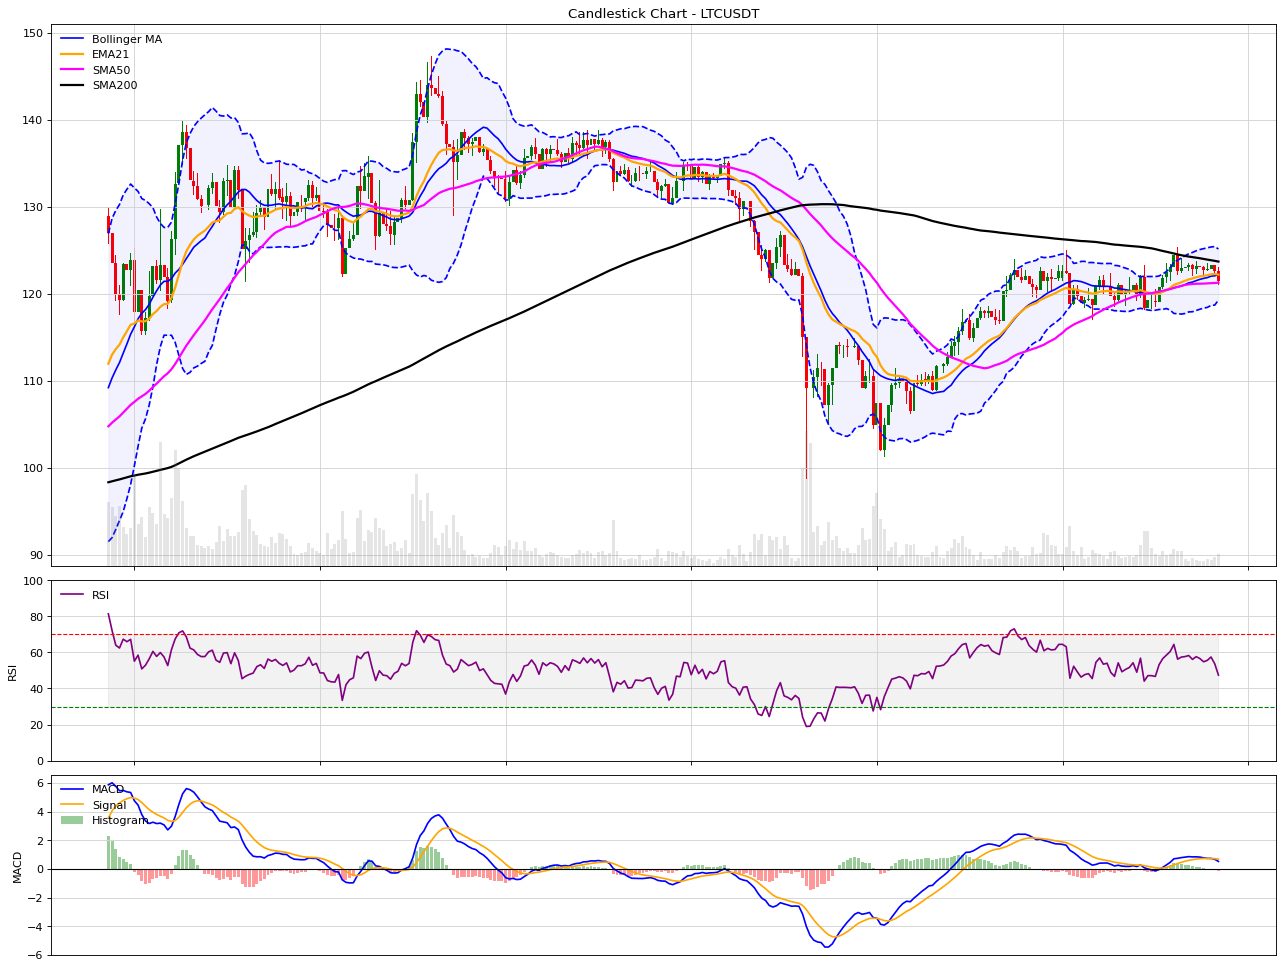 Candlestick Chart - LTCUSDT
150
140
130
120
110
100
90
Bollinger MA
EMA21
SMA50
SMA200
100
80
60
40
20
0
RSI
RSI
6
4
2
0
−2
−4
−6
MACD
MACD
Signal
Histogram